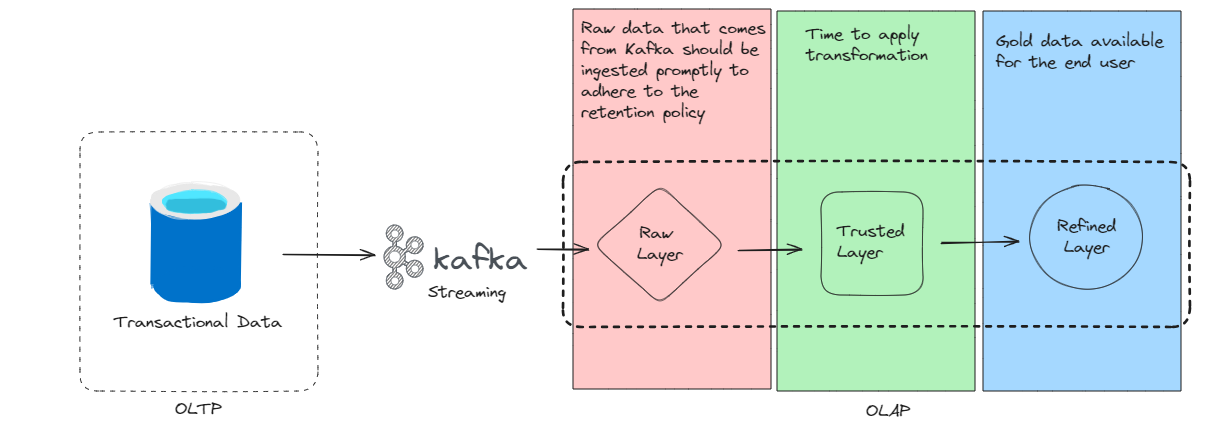 Raw data that comes
from Kafka should be
ingested promptly to
adhere to the
retention policy
Time to apply
transformation
Gold data available
for the end user
Transactional Data
OLTP
kafka
Streaming
Raw
Layer
Trusted
Layer
Refined
Layer
OLAP